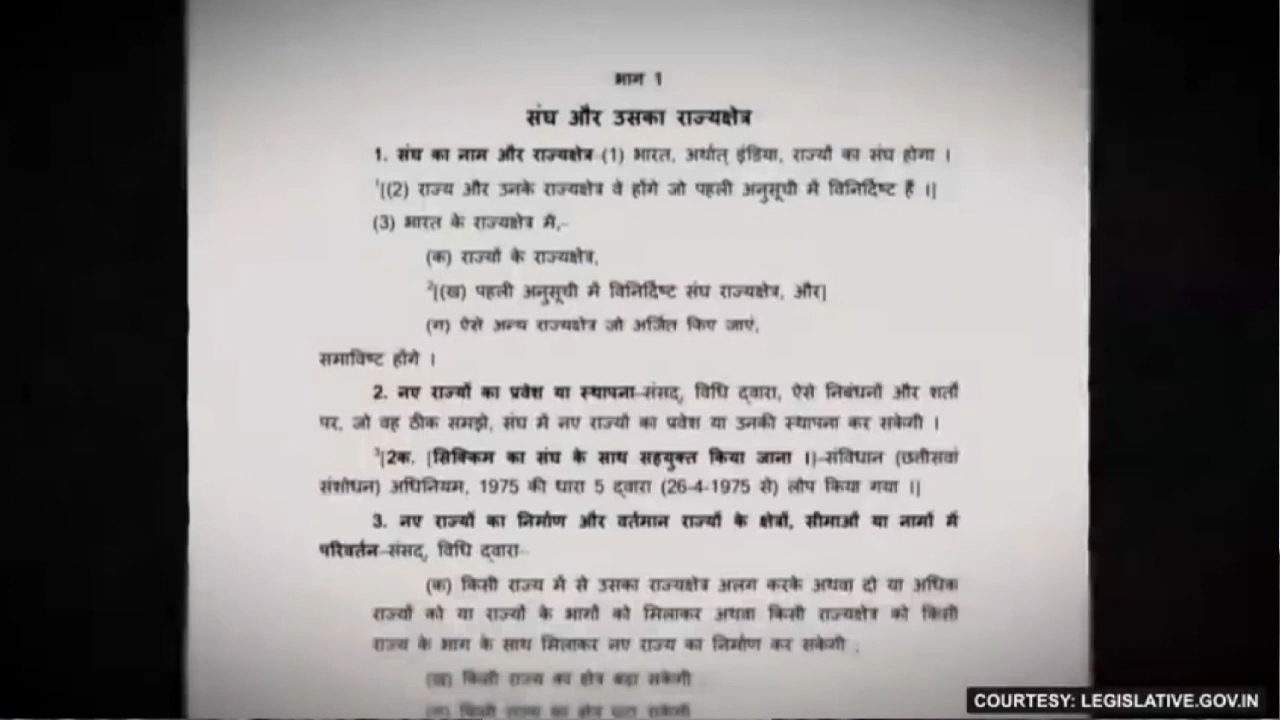 भाग 1
संघ और उसका राज्यक्षेत्र
1. संघ का नाम और राज्यक्षेत्र–(1) भारत, अर्थात् इंडिया, राज्यों का संघ होगा ।
¹[(2) राज्य और उनके राज्यक्षेत्र वे होंगे जो पहली अनुसूची में विनिर्दिष्ट हैं ।]
(3) भारत के राज्यक्षेत्र में,–
(क) राज्यों के राज्यक्षेत्र,
²[(ख) पहली अनुसूची में विनिर्दिष्ट संघ राज्यक्षेत्र, और]
(ग) ऐसे अन्य राज्यक्षेत्र जो अर्जित किए जाएं,
समाविष्ट होंगे ।
2. नए राज्यों का प्रवेश या स्थापना–संसद्, विधि द्वारा, ऐसे निबंधनों और शर्तों
पर, जो वह ठीक समझे, संघ में नए राज्यों का प्रवेश या उनकी स्थापना कर सकेगी ।
³[2क. [सिक्किम का संघ के साथ सहयुक्त किया जाना ।]–संविधान (छत्तीसवां
संशोधन) अधिनियम, 1975 की धारा 5 द्वारा (26-4-1975 से) लोप किया गया ।]
3. नए राज्यों का निर्माण और वर्तमान राज्यों के क्षेत्रों, सीमाओं या नामों में
परिवर्तन–संसद्, विधि द्वारा–
(क) किसी राज्य में से उसका राज्यक्षेत्र अलग करके अथवा दो या अधिक
राज्यों को या राज्यों के भागों को मिलाकर अथवा किसी राज्यक्षेत्र को किसी
राज्य के भाग के साथ मिलाकर नए राज्य का निर्माण कर सकेगी ;
(ख) किसी राज्य का क्षेत्र बढ़ा सकेगी
(ग) किसी राज्य का क्षेत्र घटा सकेगी
COURTESY: LEGISLATIVE.GOV.IN